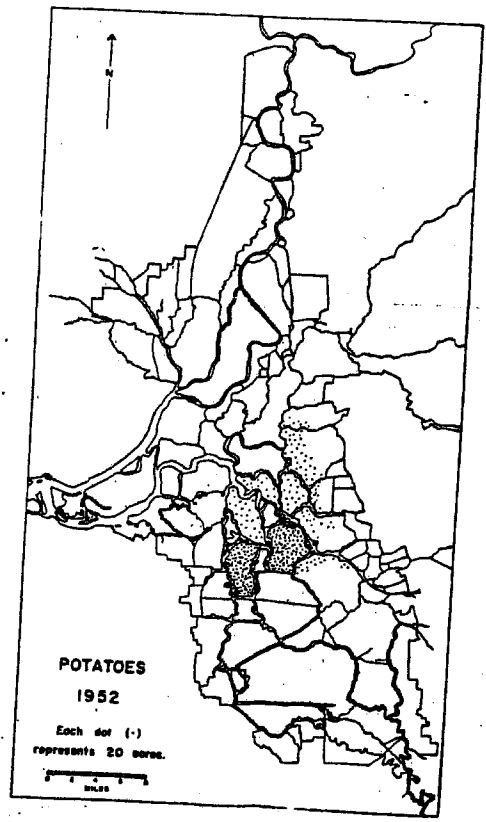 N
POTATOES
1952
Each dot (·)
represents 20 acres.
MILES